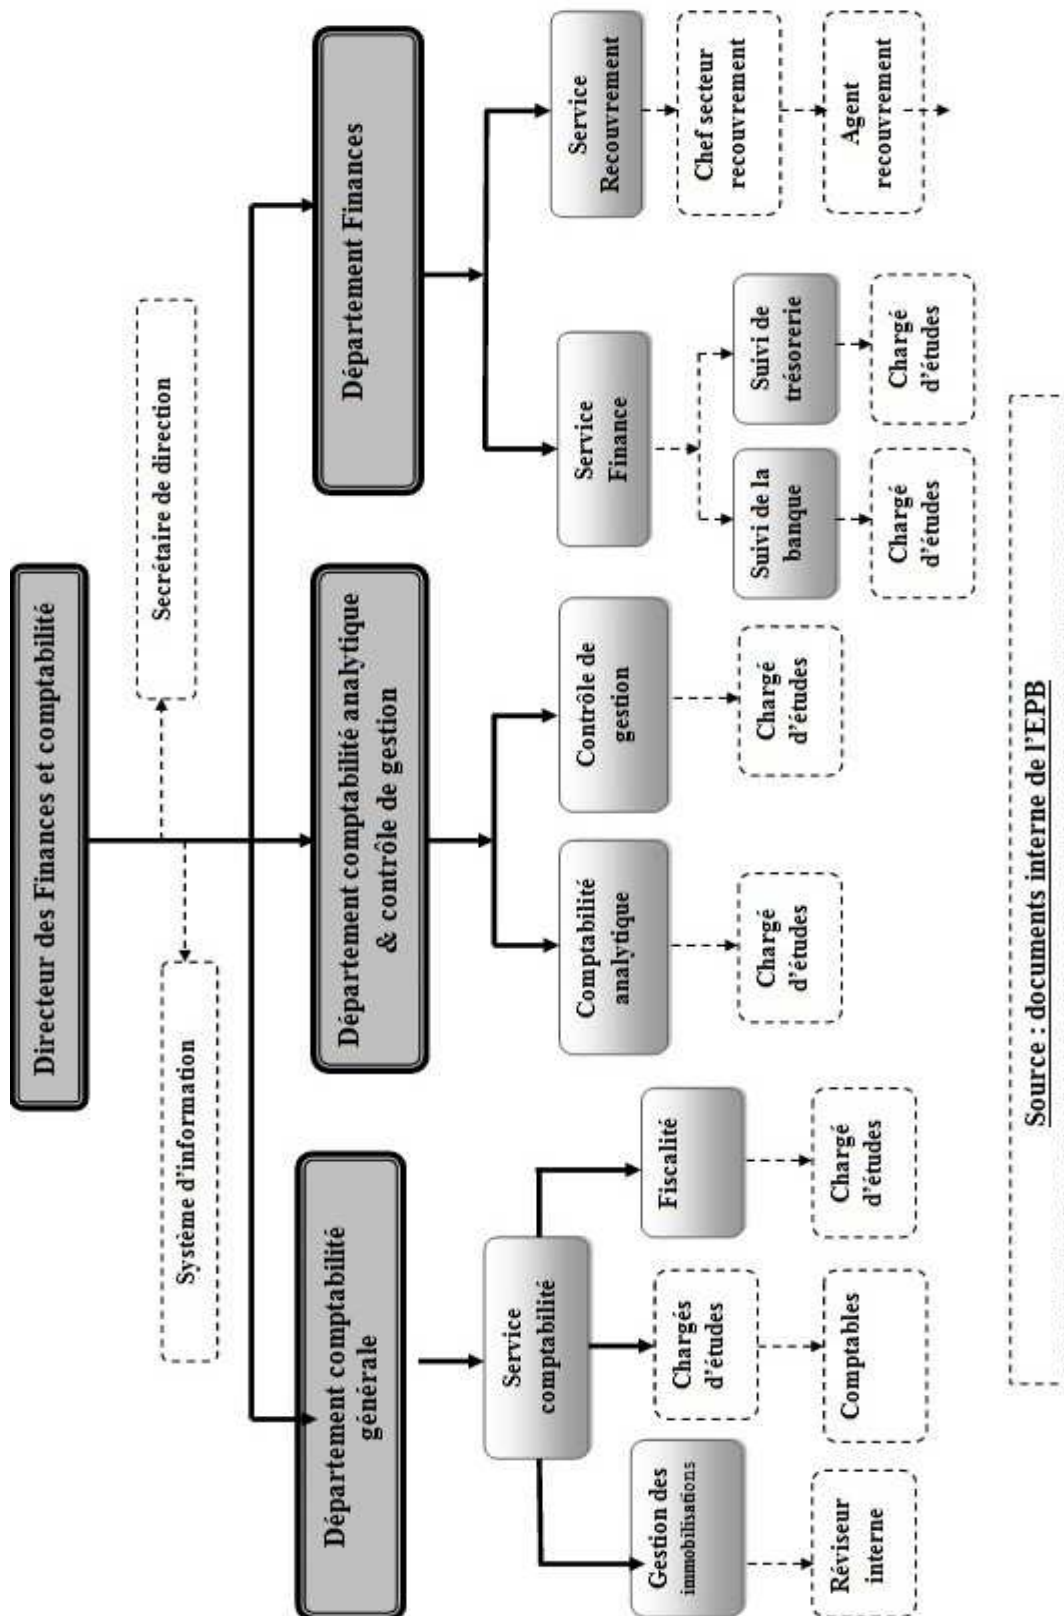 Directeur des Finances et comptabilité
Secrétaire de direction
Système d'information
Département comptabilité
générale
Département comptabilité analytique
& contrôle de gestion
Département Finances
Service
comptabilité
Gestion des
immobilisations
Chargés
d'études
Fiscalité
Réviseur
interne
Comptables
Chargé
d'études
Comptabilité
analytique
Contrôle de
gestion
Chargé
d'études
Chargé
d'études
Service
Finance
Service
Recouvrement
Suivi de la
banque
Suivi de
trésorerie
Chargé
d'études
Chargé
d'études
Chef secteur
recouvrement
Agent
recouvrement
Source : documents interne de l'EPB